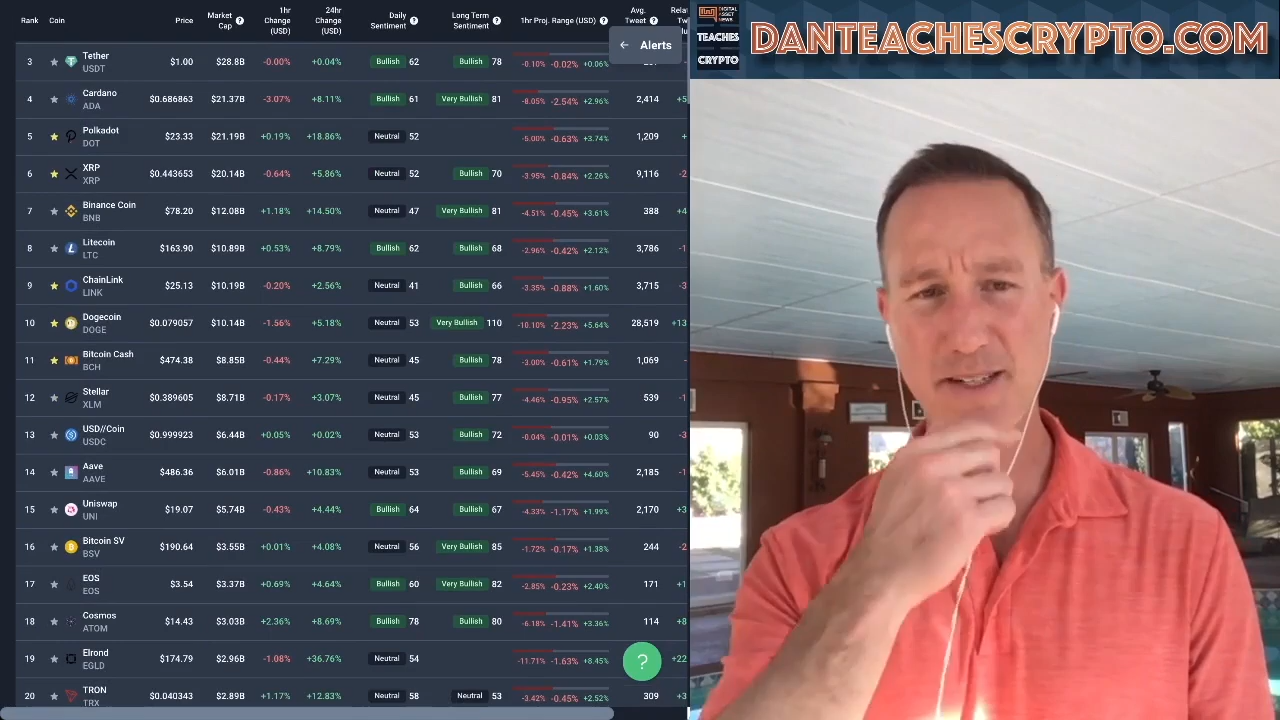 Rank Coin Price Market Cap 1hr Change (USD) 24hr Change (USD) Daily Sentiment Long Term Sentiment 1hr Proj. Range (USD) Avg. Tweet
← Alerts
Tether USDT -0.00% +0.04% Bullish 62 Bullish 78 -0.10% -0.02% +0.06%
4 Cardano ADA $0.686863 $21.37B -3.07% +8.11% Bullish 61 Very Bullish 81 -8.05% -2.54% +2.96% 2,414 +5
5 Polkadot DOT $23.33 $21.19B +0.19% +18.86% Neutral 52 -5.00% -0.63% +3.74% 1,209 +
6 XRP XRP $0.443653 $20.14B -0.64% +5.86% Neutral 52 Bullish 70 -3.95% -0.84% +2.26% 9,116 -2
7 Binance Coin BNB $78.20 $12.08B +1.18% +14.50% Neutral 47 Very Bullish 81 -4.51% -0.45% +3.61% 388 +4
8 Litecoin LTC $163.90 $10.89B +0.53% +8.79% Bullish 62 Bullish 68 -2.96% -0.42% +2.12% 3,786 -1
9 ChainLink LINK $25.13 -0.20% +2.56% Neutral 41 Bullish 66 -3.35% -0.88% +1.60% 3,715 -3
10 Dogecoin DOGE $0.079057 $10.14B -1.56% +5.18% Neutral 53 Very Bullish 110 -10.10% -2.23% +5.64% 28,519 +13
11 Bitcoin Cash BCH $474.38 $8.85B -0.44% +7.29% Neutral 45 Bullish 78 -3.00% -0.61% +1.79% 1,069 -
12 Stellar XLM $0.389605 $8.71B -0.17% +3.07% Neutral 45 Bullish 77 -4.46% -0.95% +2.57% 539 -1
13 USD//Coin USDC $0.999923 $6.44B +0.05% +0.02% Neutral 53 Bullish 72 -0.04% -0.01% +0.03% 90 -3
14 Aave AAVE $486.36 $6.01B -0.86% +10.83% Neutral 53 Bullish 69 -5.45% -0.42% +4.60% 2,185 -1
15 Uniswap UNI $19.07 $5.74B -0.43% +4.44% Bullish 64 Bullish 67 -4.33% -1.17% +1.99% 2,170 +3
16 Bitcoin SV BSV $190.64 $3.55B +0.01% +4.08% Neutral 56 Very Bullish 85 -1.72% -0.17% +1.38% 244 -2
17 EOS EOS $3.54 $3.37B +0.69% +4.64% Bullish 60 Very Bullish 82 -2.85% -0.23% +2.40% 171 +1
18 Cosmos ATOM $14.43 $3.03B +2.36% +8.69% Bullish 78 Bullish 80 -6.18% -1.41% +3.36% 114 +8
19 Elrond EGLD $174.79 $2.96B -1.08% +36.76% Neutral 54 -11.71% -1.63% +8.45% +22
20 TRON TRX $0.040343 $2.89B +1.17% +12.83% Neutral 58 Neutral 53 -3.42% -0.45% +2.52% 309 +3
?
DIGITAL ASSET NEWS
TEACHES
CRYPTO
DANTEACHESCRYPTO.COM